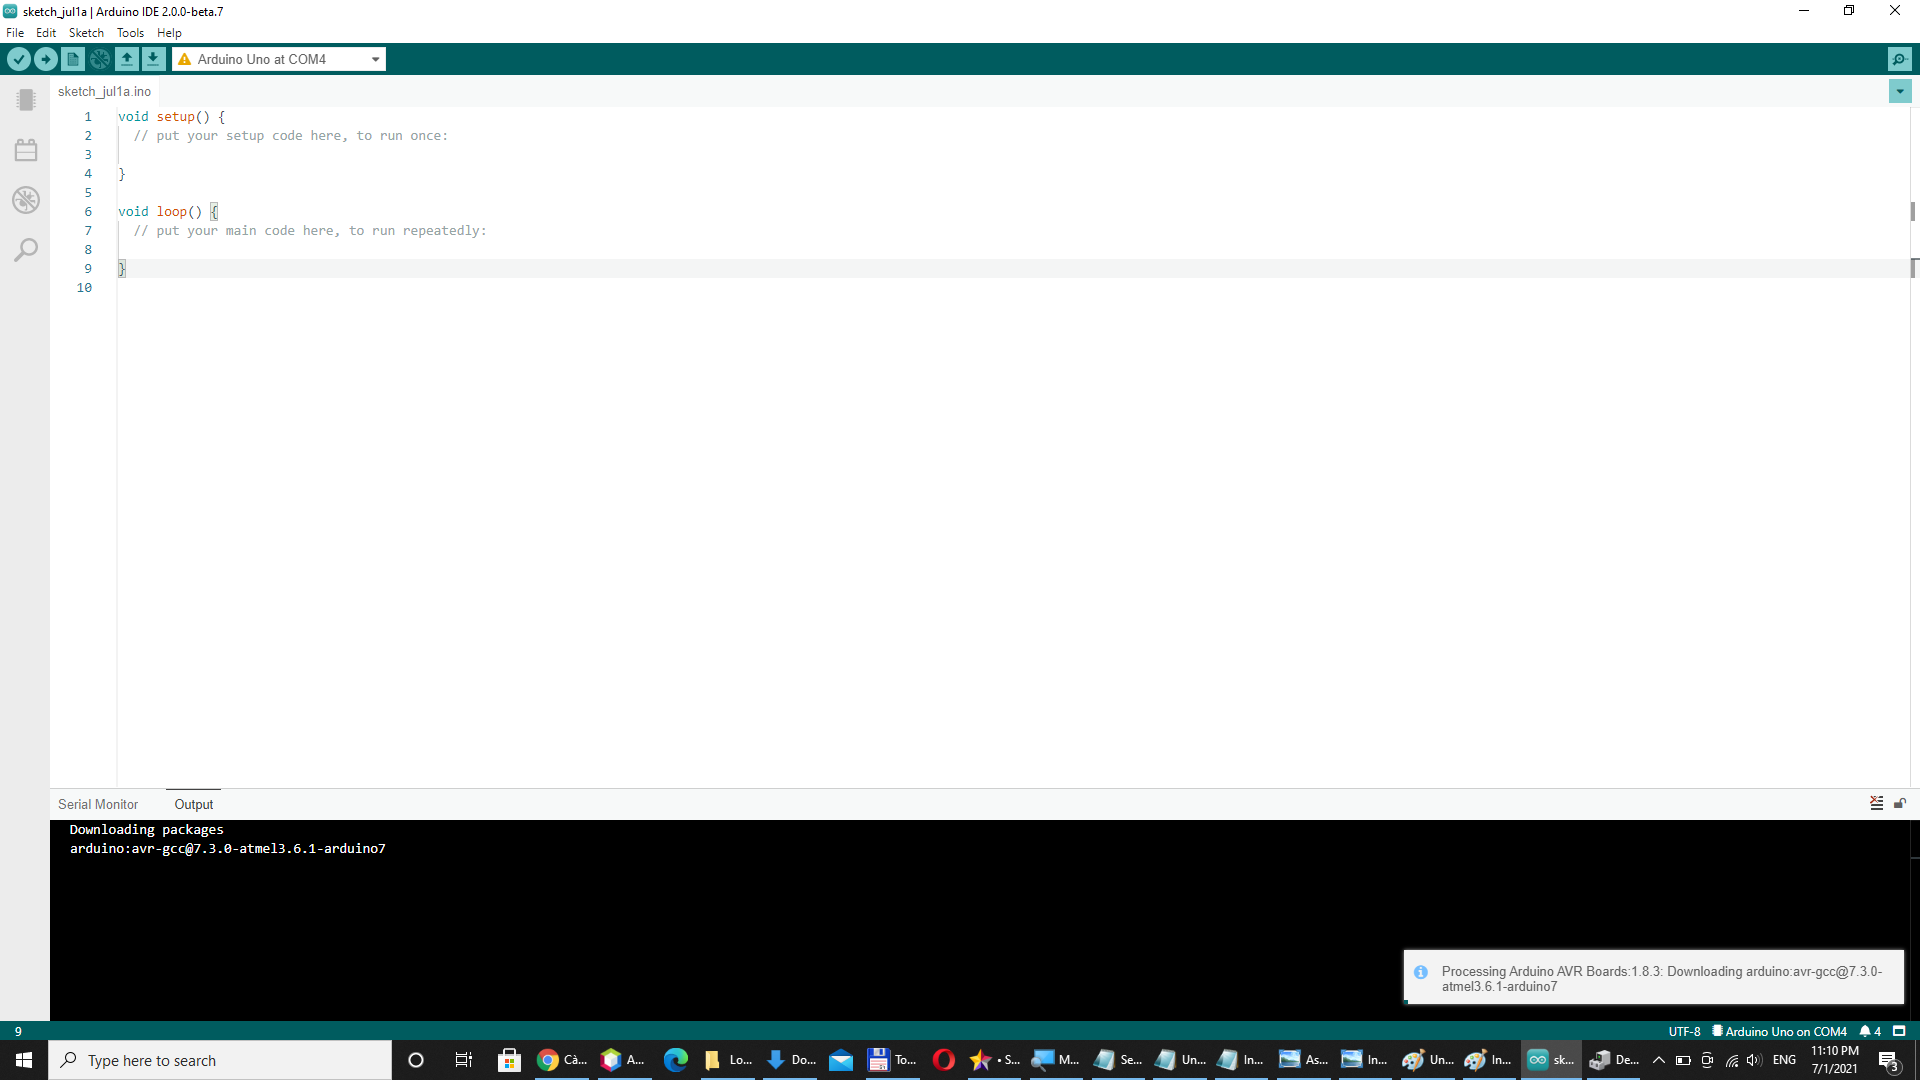 sketch_jul1a | Arduino IDE 2.0.0-beta.7
File Edit Sketch Tools Help
Arduino Uno at COM4
sketch_jul1a.ino
1 void setup() {
2 // put your setup code here, to run once:
3
4 }
5
6 void loop() {
7 // put your main code here, to run repeatedly:
8
9 }
10
Serial Monitor Output
Downloading packages
arduino:avr-gcc@7.3.0-atmel3.6.1-arduino7
Processing Arduino AVR Boards:1.8.3: Downloading arduino:avr-gcc@7.3.0-
atmel3.6.1-arduino7
9 UTF-8 Arduino Uno on COM4 4
Type here to search Cà... A... Lo... Do... To... • S... M... Se... Un... In... As... In... Un... In... sk... De... ENG 11:10 PM
7/1/2021 3